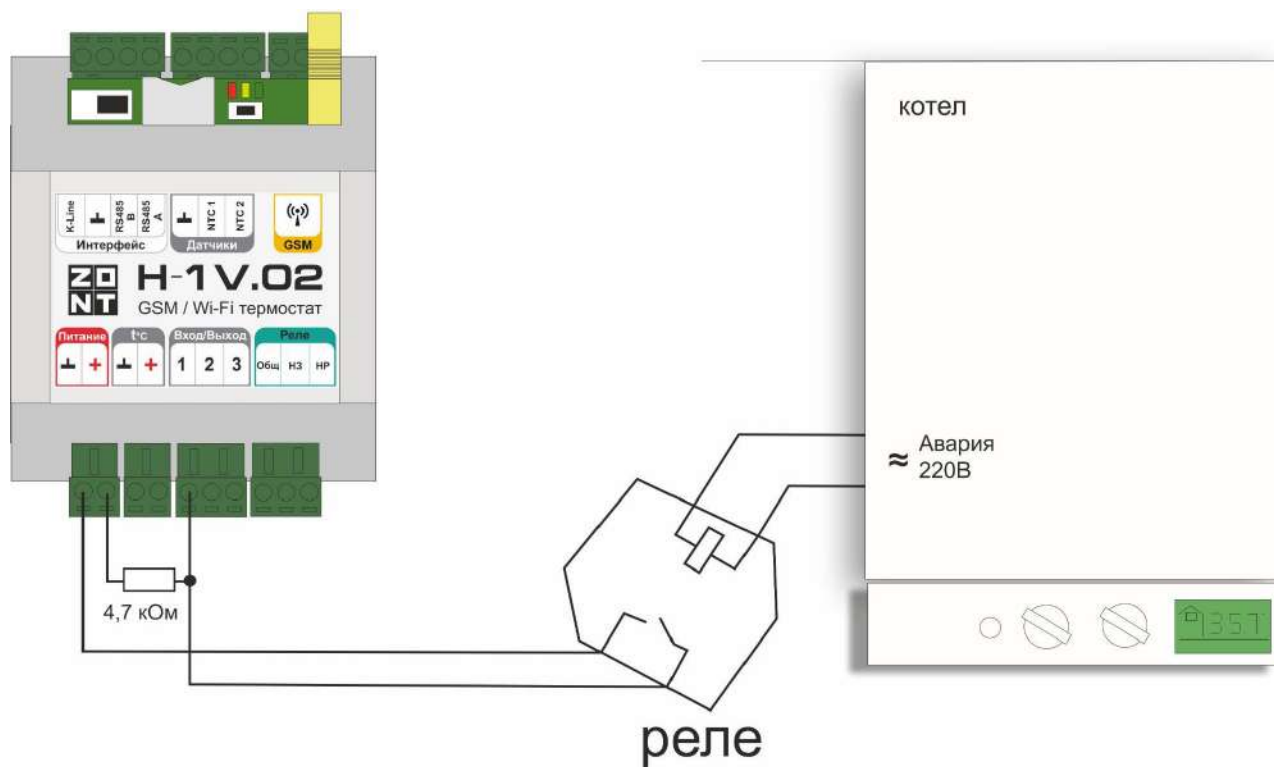 котел
K-Line
RS485 B
RS485 A
NTC 1
NTC 2
Интерфейс
Датчики
GSM
ZONT
H-1V.02
GSM / Wi-Fi термостат
Питание
t°C
Вход/Выход
Реле
+
+
1 2 3
Общ НЗ НР
≈ Авария
220В
4,7 кОм
357
реле